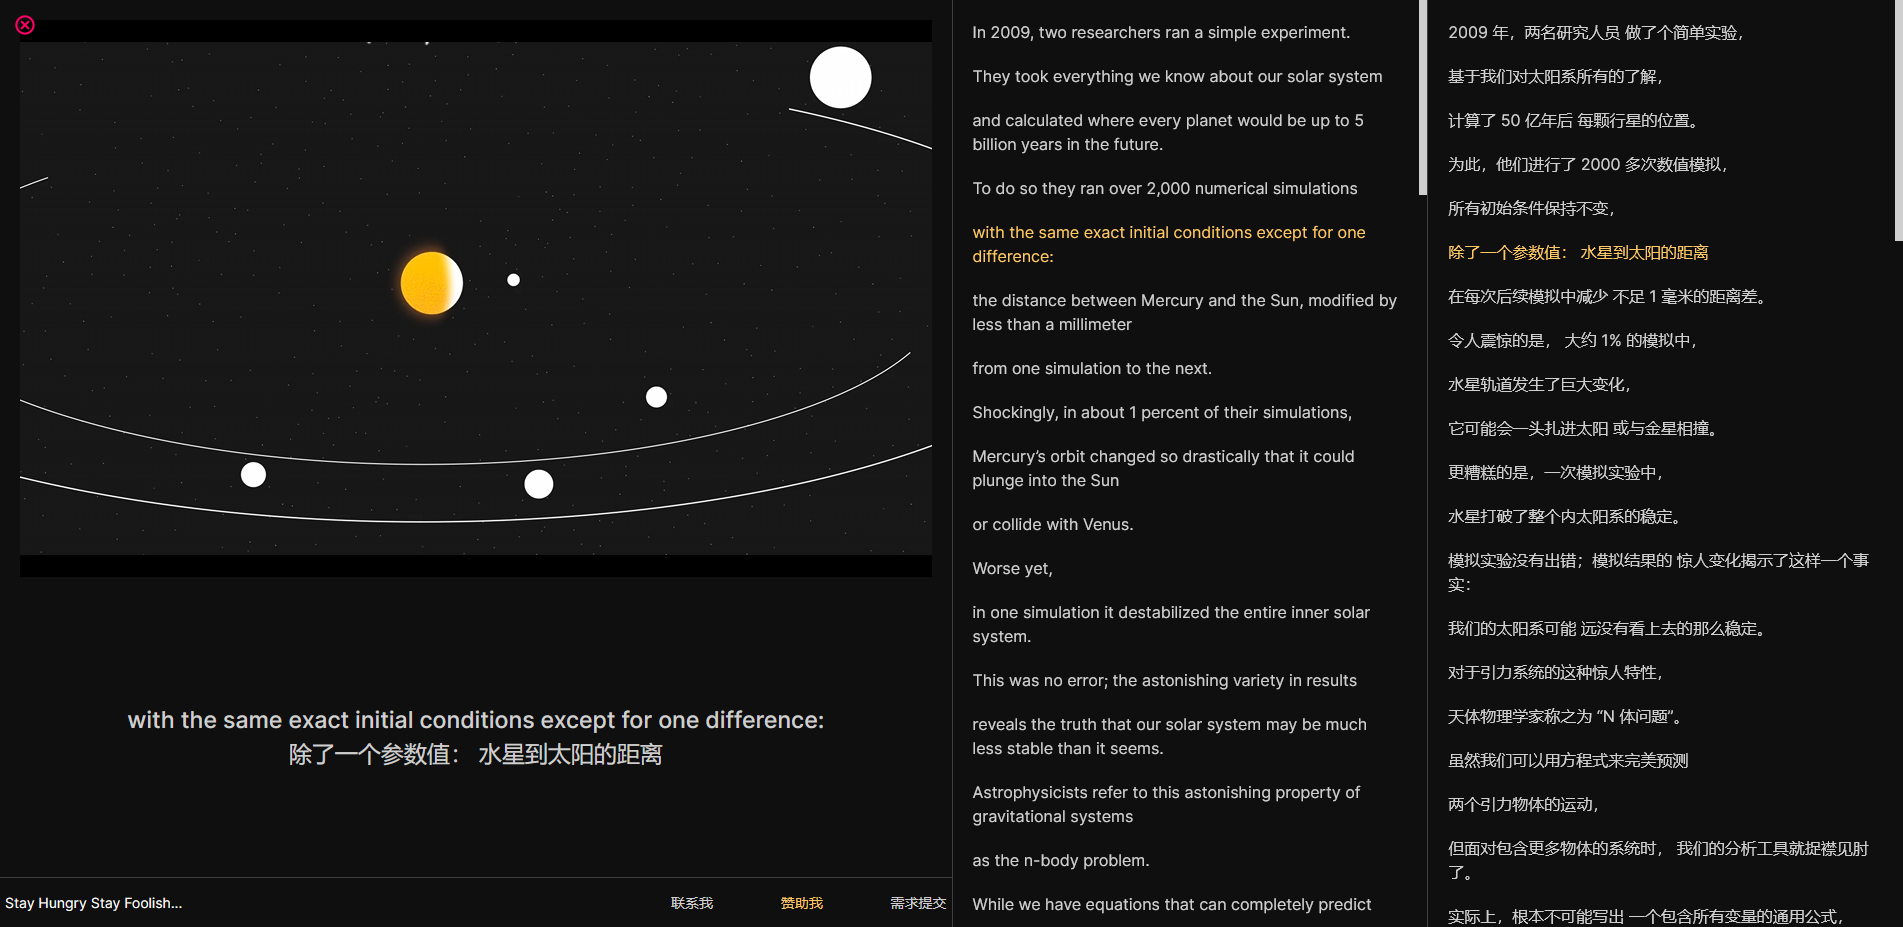 with the same exact initial conditions except for one difference:
除了一个参数值： 水星到太阳的距离
Stay Hungry Stay Foolish...
联系我
赞助我
需求提交
In 2009, two researchers ran a simple experiment.
They took everything we know about our solar system
and calculated where every planet would be up to 5
billion years in the future.
To do so they ran over 2,000 numerical simulations
with the same exact initial conditions except for one
difference:
the distance between Mercury and the Sun, modified by
less than a millimeter
from one simulation to the next.
Shockingly, in about 1 percent of their simulations,
Mercury’s orbit changed so drastically that it could
plunge into the Sun
or collide with Venus.
Worse yet,
in one simulation it destabilized the entire inner solar
system.
This was no error; the astonishing variety in results
reveals the truth that our solar system may be much
less stable than it seems.
Astrophysicists refer to this astonishing property of
gravitational systems
as the n-body problem.
While we have equations that can completely predict
2009 年，两名研究人员 做了个简单实验，
基于我们对太阳系所有的了解，
计算了 50 亿年后 每颗行星的位置。
为此，他们进行了 2000 多次数值模拟，
所有初始条件保持不变，
除了一个参数值： 水星到太阳的距离
在每次后续模拟中减少 不足 1 毫米的距离差。
令人震惊的是， 大约 1% 的模拟中，
水星轨道发生了巨大变化，
它可能会一头扎进太阳 或与金星相撞。
更糟糕的是，一次模拟实验中，
水星打破了整个内太阳系的稳定。
模拟实验没有出错；模拟结果的 惊人变化揭示了这样一个事
实：
我们的太阳系可能 远没有看上去的那么稳定。
对于引力系统的这种惊人特性，
天体物理学家称之为 “N 体问题”。
虽然我们可以用方程式来完美预测
两个引力物体的运动，
但面对包含更多物体的系统时， 我们的分析工具就捉襟见肘
了。
实际上，根本不可能写出 一个包含所有变量的通用公式，